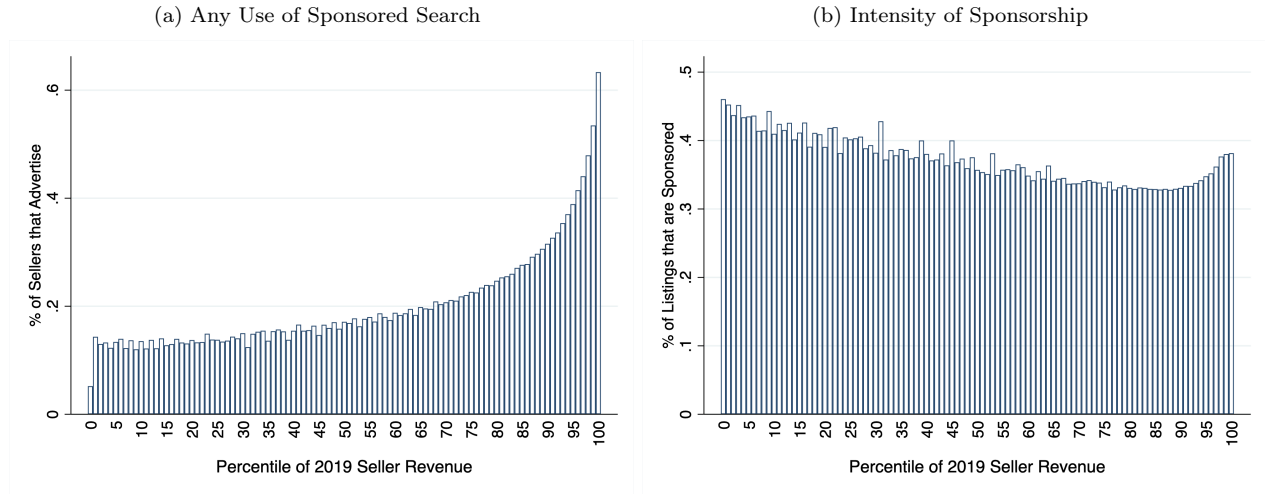 (a) Any Use of Sponsored Search
% of Sellers that Advertise
.6
.4
.2
0
0 5 10 15 20 25 30 35 40 45 50 55 60 65 70 75 80 85 90 95 100
Percentile of 2019 Seller Revenue
(b) Intensity of Sponsorship
% of Listings that are Sponsored
.5
.4
.3
.2
.1
0
0 5 10 15 20 25 30 35 40 45 50 55 60 65 70 75 80 85 90 95 100
Percentile of 2019 Seller Revenue